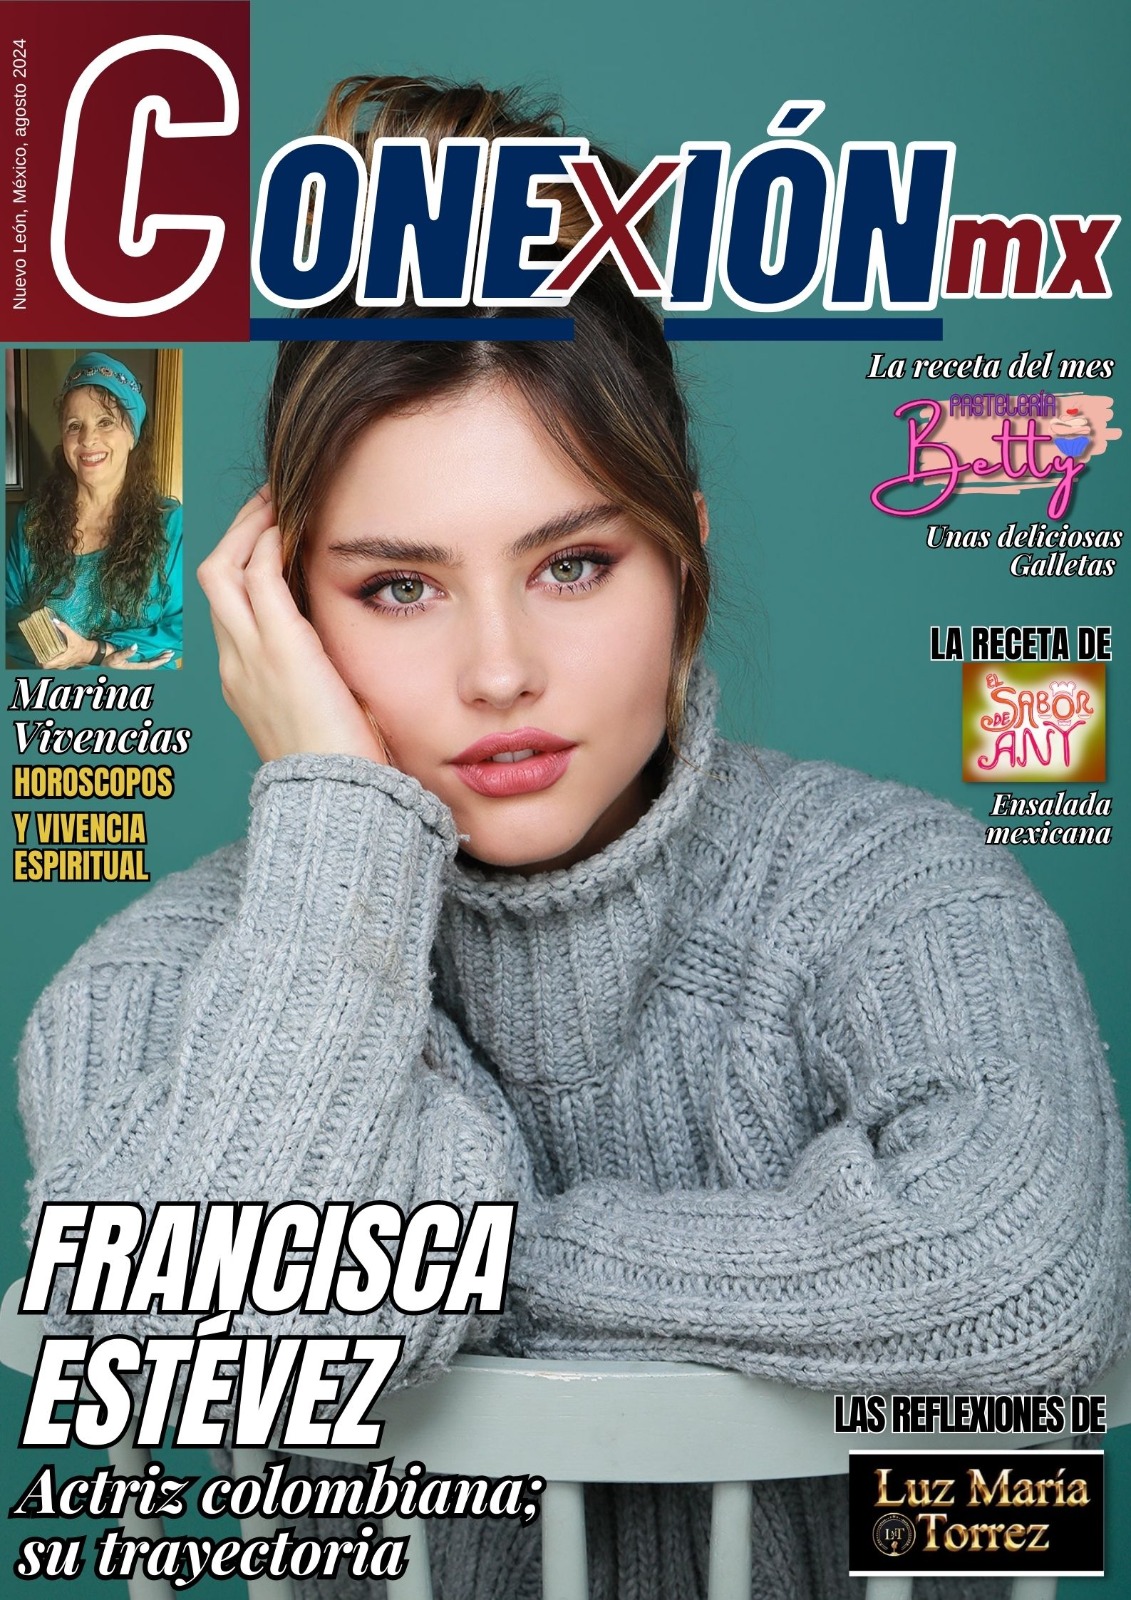 Nuevo León, México, agosto 2024
CONEXIÓN mx
Marina
Vivencias
HOROSCOPOS
Y VIVENCIA
ESPIRITUAL
La receta del mes
PASTELERÍA
Betty
Unas deliciosas
Galletas
LA RECETA DE
EL
SABOR
DE
ANY
Ensalada
mexicana
FRANCISCA
ESTÉVEZ
Actriz colombiana;
su trayectoria
LAS REFLEXIONES DE
Luz María
Torrez